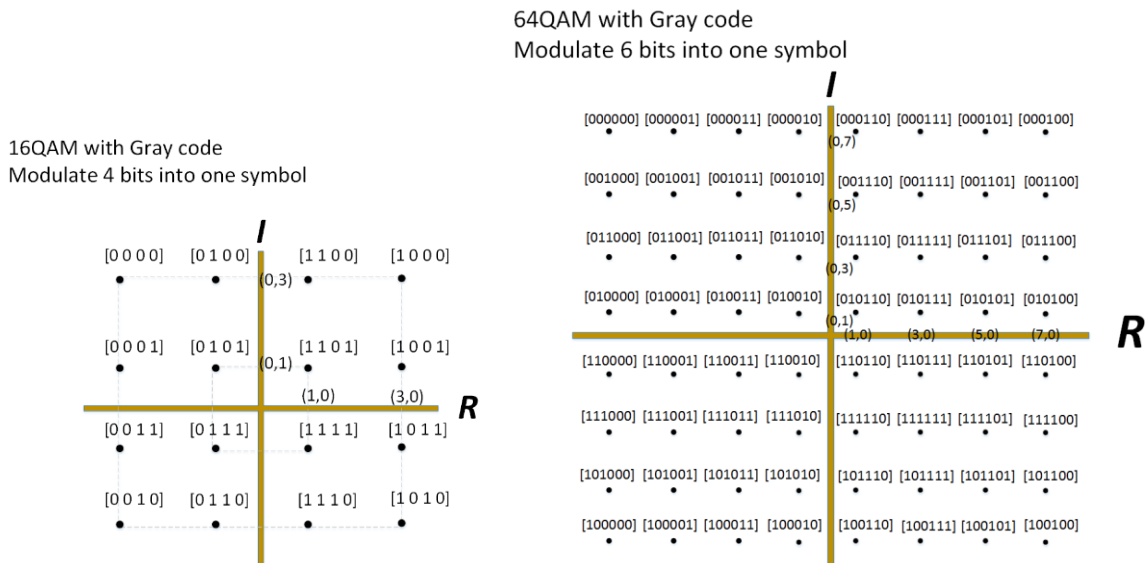 16QAM with Gray code
Modulate 4 bits into one symbol
I
[0 0 0 0] [0 1 0 0] [1 1 0 0] [1 0 0 0]
(0,3)
[0 0 0 1] [0 1 0 1] [1 1 0 1] [1 0 0 1]
(0,1)
(1,0) (3,0)
R
[0 0 1 1] [0 1 1 1] [1 1 1 1] [1 0 1 1]
[0 0 1 0] [0 1 1 0] [1 1 1 0] [1 0 1 0]
64QAM with Gray code
Modulate 6 bits into one symbol
I
[000000] [000001] [000011] [000010] [000110] [000111] [000101] [000100]
(0,7)
[001000] [001001] [001011] [001010] [001110] [001111] [001101] [001100]
(0,5)
[011000] [011001] [011011] [011010] [011110] [011111] [011101] [011100]
(0,3)
[010000] [010001] [010011] [010010] [010110] [010111] [010101] [010100]
(0,1)
(1,0) (3,0) (5,0) (7,0)
R
[110000] [110001] [110011] [110010] [110110] [110111] [110101] [110100]
[111000] [111001] [111011] [111010] [111110] [111111] [111101] [111100]
[101000] [101001] [101011] [101010] [101110] [101111] [101101] [101100]
[100000] [100001] [100011] [100010] [100110] [100111] [100101] [100100]